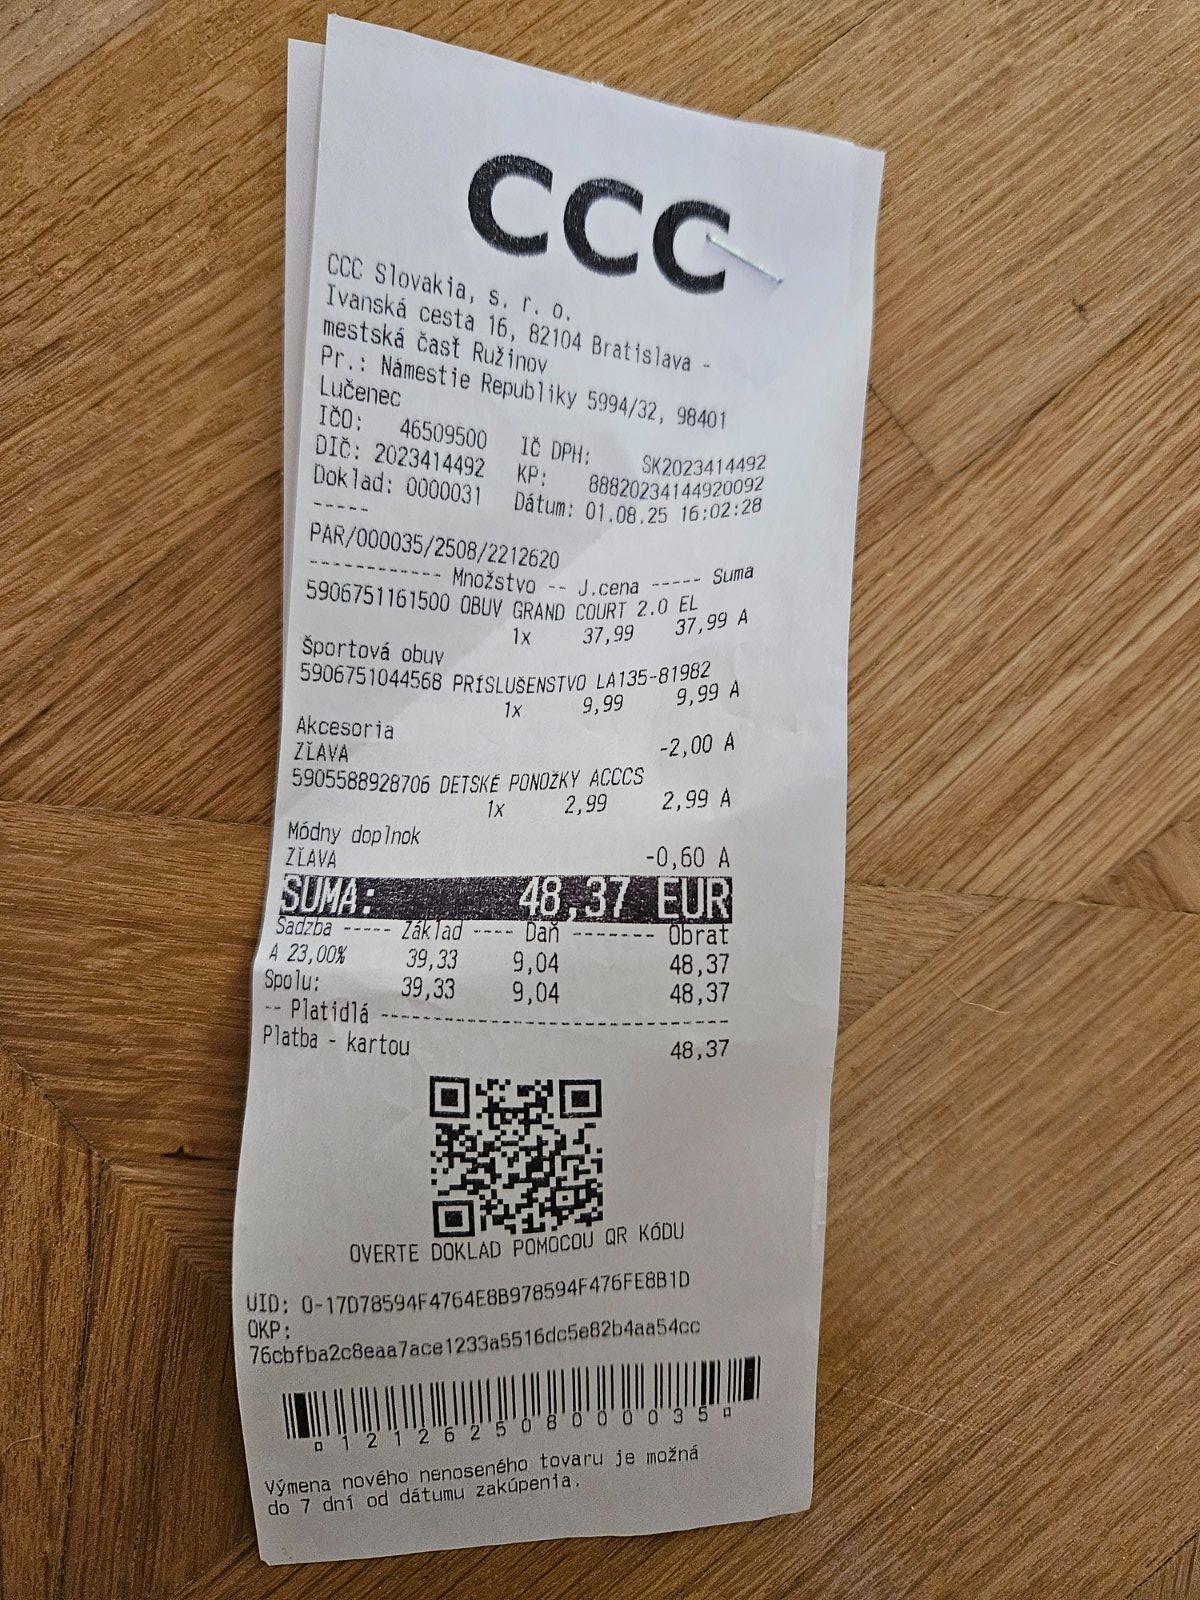 CCC
CCC Slovakia, s. r. o.
Ivanská cesta 16, 82104 Bratislava -
mestská časť Ružinov
Pr.: Námestie Republiky 5994/32, 98401
Lučenec
IČO: 46509500 IČ DPH: SK2023414492
DIČ: 2023414492 KP: 88820234144920092
Doklad: 0000031 Dátum: 01.08.25 16:02:28
-----
PAR/000035/2508/2212620
------------ Množstvo -- J.cena ----- Suma
5906751161500 OBUV GRAND COURT 2.0 EL
1x 37,99 37,99 A
Športová obuv
5906751044568 PRÍSLUŠENSTVO LA135-81982
1x 9,99 9,99 A
Akcesoria
ZĽAVA -2,00 A
5905588928706 DETSKÉ PONOŽKY ACCCS
1x 2,99 2,99 A
Módny doplnok
ZĽAVA -0,60 A
SUMA: 48,37 EUR
Sadzba ----- Základ ---- Daň ------- Obrat
A 23,00% 39,33 9,04 48,37
Spolu: 39,33 9,04 48,37
-- Platidlá ------------------------------
Platba - kartou 48,37
OVERTE DOKLAD POMOCOU QR KÓDU
UID: O-17D78594F4764E8B978594F476FE8B1D
OKP:
76cbfba2c8eaa7ace1233a5516dc5e82b4aa54cc
121262508000035
Výmena nového nenoseného tovaru je možná
do 7 dní od dátumu zakúpenia.